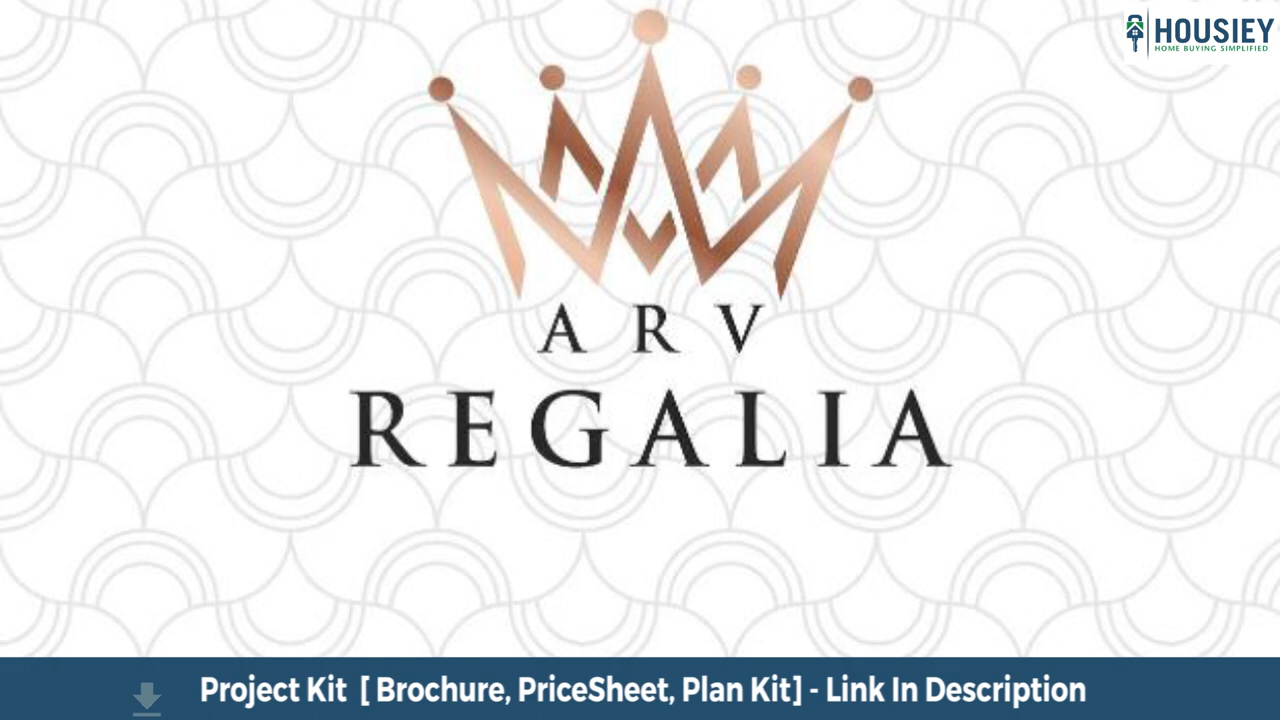 HOUSIEY
HOME BUYING SIMPLIFIED
ARV
REGALIA
Project Kit [ Brochure, PriceSheet, Plan Kit] - Link In Description